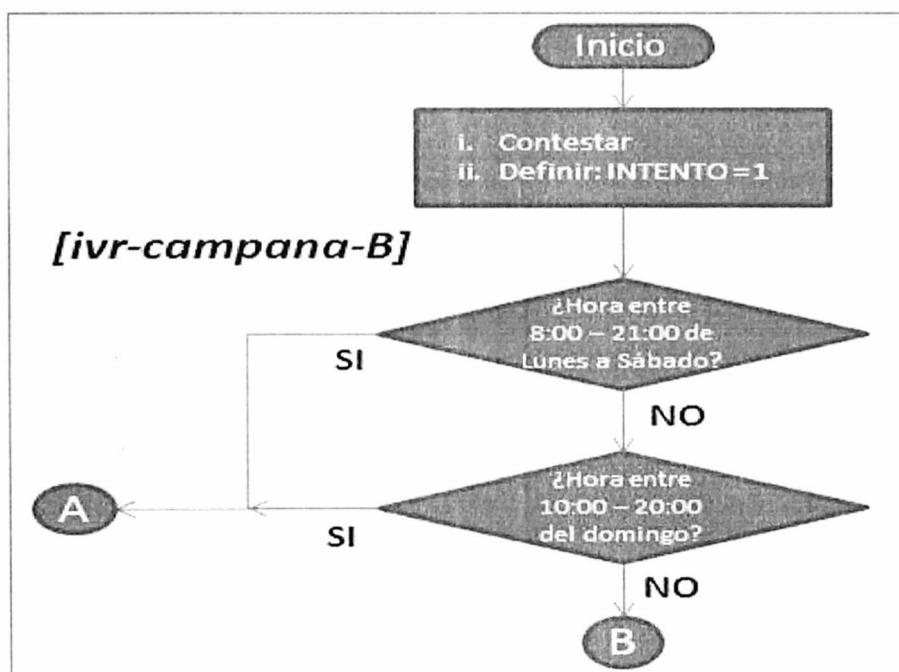 Inicio
i. Contestar
ii. Definir: INTENTO=1
[ivr-campana-B]
¿Hora entre
8:00 – 21:00 de
Lunes a Sábado?
SI
NO
¿Hora entre
10:00 – 20:00
del domingo?
A
SI
NO
B